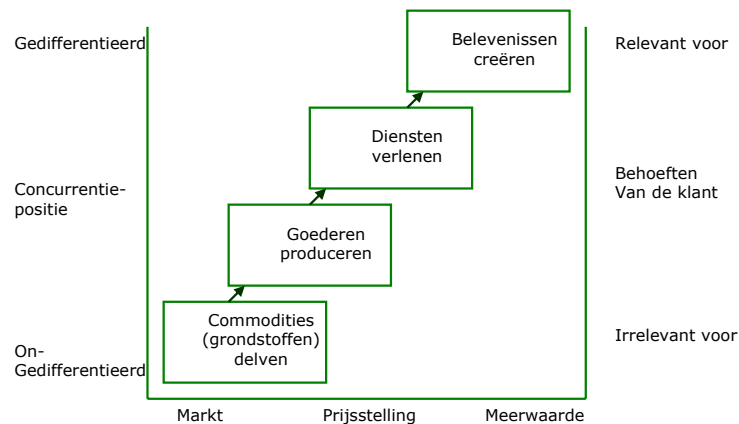 Gedifferentieerd
Belevenissen
creëren
Relevant voor
Diensten
verlenen
Concurrentie-
positie
Behoeften
Van de klant
Goederen
produceren
Commodities
(grondstoffen)
delven
On-
Gedifferentieerd
Irrelevant voor
Markt
Prijsstelling
Meerwaarde